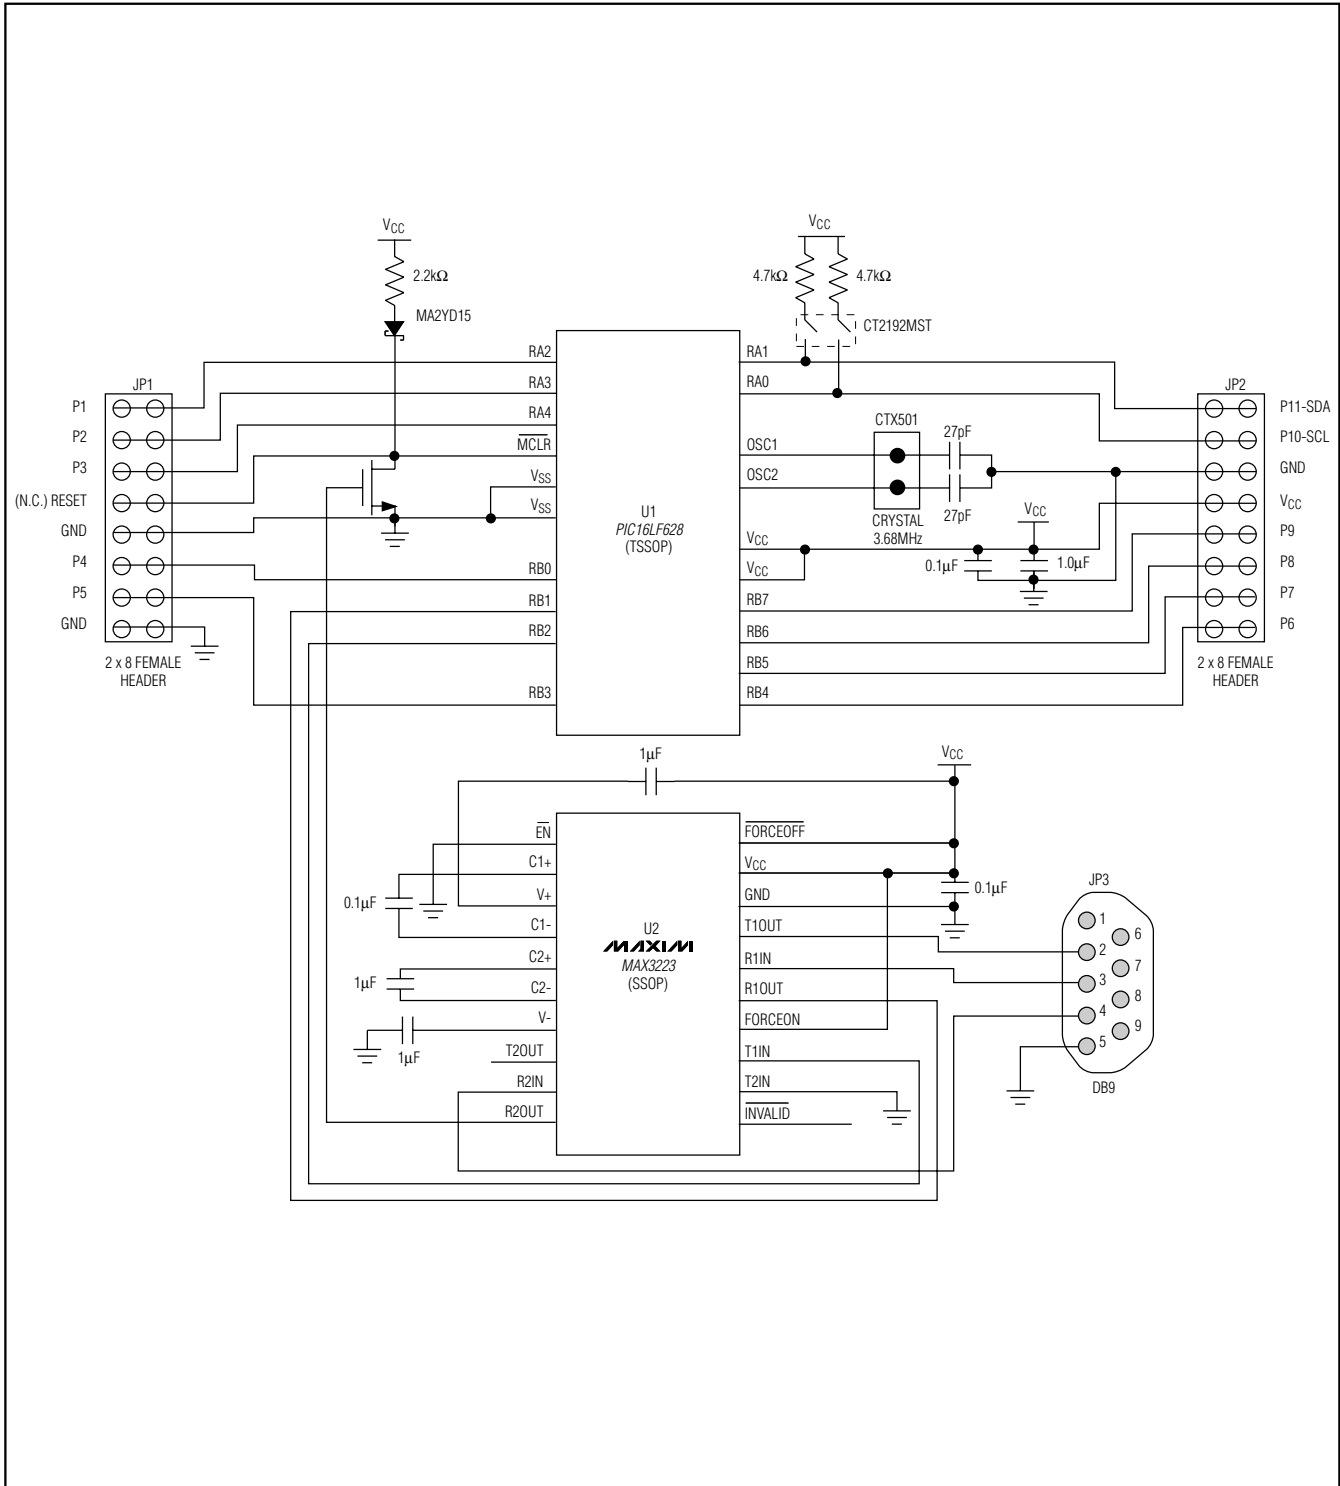 VCC
2.2kΩ
MA2YD15
VCC
4.7kΩ
4.7kΩ
CT2192MST
JP1
P1
P2
P3
(N.C.) RESET
GND
P4
P5
GND
2 x 8 FEMALE
HEADER
RA2
RA3
RA4
MCLR
VSS
VSS
RB0
RB1
RB2
RB3
U1
PIC16LF628
(TSSOP)
RA1
RA0
OSC1
OSC2
VCC
VCC
RB7
RB6
RB5
RB4
CTX501
CRYSTAL
3.68MHz
27pF
27pF
VCC
0.1μF
1.0μF
JP2
P11-SDA
P10-SCL
GND
VCC
P9
P8
P7
P6
2 x 8 FEMALE
HEADER
1μF
VCC
EN
C1+
V+
C1-
C2+
C2-
V-
T2OUT
R2IN
R2OUT
0.1μF
1μF
1μF
U2
MAXIM
MAX3223
(SSOP)
FORCEOFF
VCC
GND
T1OUT
R1IN
R1OUT
FORCEON
T1IN
T2IN
INVALID
0.1μF
JP3
1
6
2
7
3
8
4
9
5
DB9